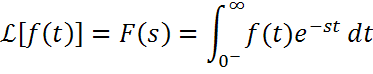 ℒ[f(t)] = F(s) = ∫₀₋^∞ f(t)e^{−st} dt